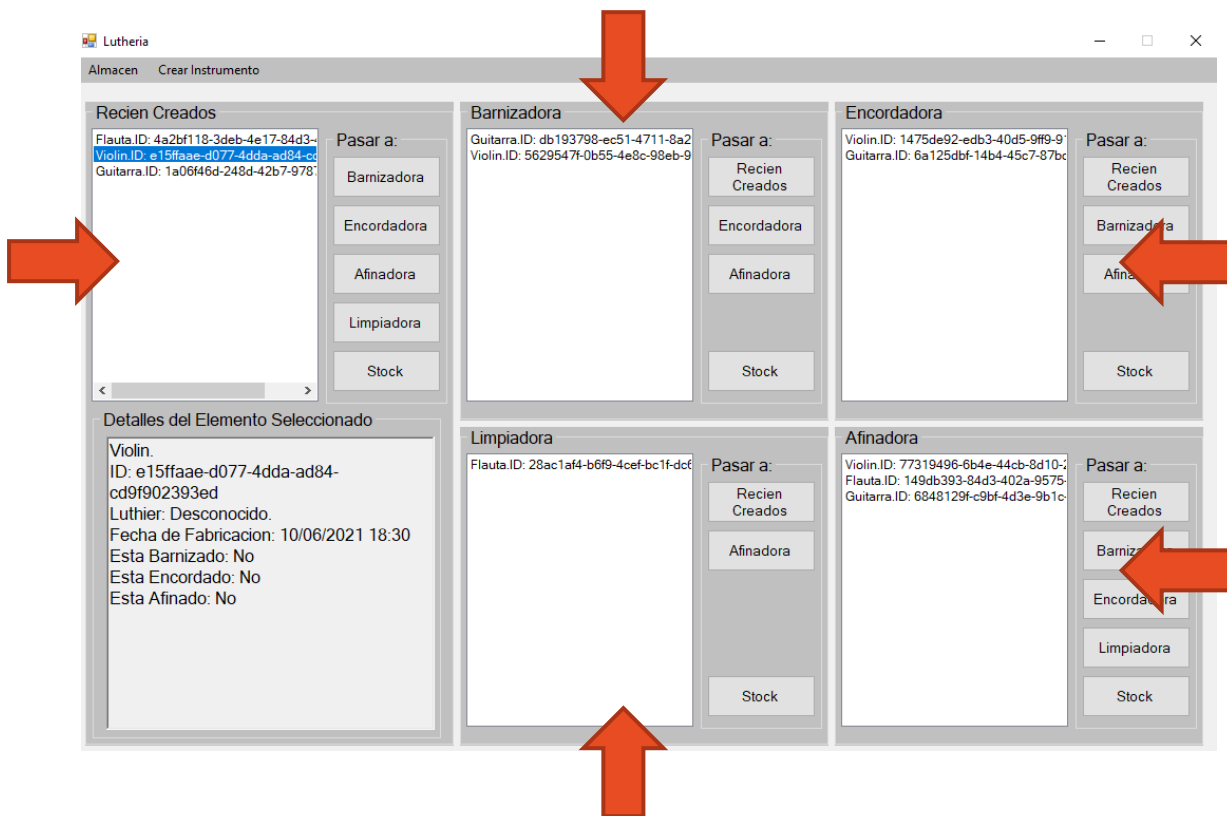 Lutheria
Almacen Crear Instrumento
Recien Creados
Flauta.ID: 4a2bf118-3deb-4e17-84d3-
Violin.ID: e15ffaae-d077-4dda-ad84-cd
Guitarra.ID: 1a06f46d-248d-42b7-978
Pasar a:
Barnizadora
Encordadora
Afinadora
Limpiadora
Stock
Detalles del Elemento Seleccionado
Violin.
ID: e15ffaae-d077-4dda-ad84-
cd9f902393ed
Luthier: Desconocido.
Fecha de Fabricacion: 10/06/2021 18:30
Esta Barnizado: No
Esta Encordado: No
Esta Afinado: No
Barnizadora
Guitarra.ID: db193798-ec51-4711-8a2
Violin.ID: 5629547f-0b55-4e8c-98eb-9
Pasar a:
Recien
Creados
Encordadora
Afinadora
Stock
Encordadora
Violin.ID: 1475de92-edb3-40d5-9ff9-9
Guitarra.ID: 6a125dbf-14b4-45c7-87bc
Pasar a:
Recien
Creados
Barnizadora
Stock
Limpiadora
Flauta.ID: 28ac1af4-b6f9-4cef-bc1f-dc6
Pasar a:
Recien
Creados
Afinadora
Stock
Afinadora
Violin.ID: 77319496-6b4e-44cb-8d10-2
Flauta.ID: 149db393-84d3-402a-9575-
Guitarra.ID: 6848129f-c9bf-4d3e-9b1c-
Pasar a:
Recien
Creados
Encordadora
Limpiadora
Stock